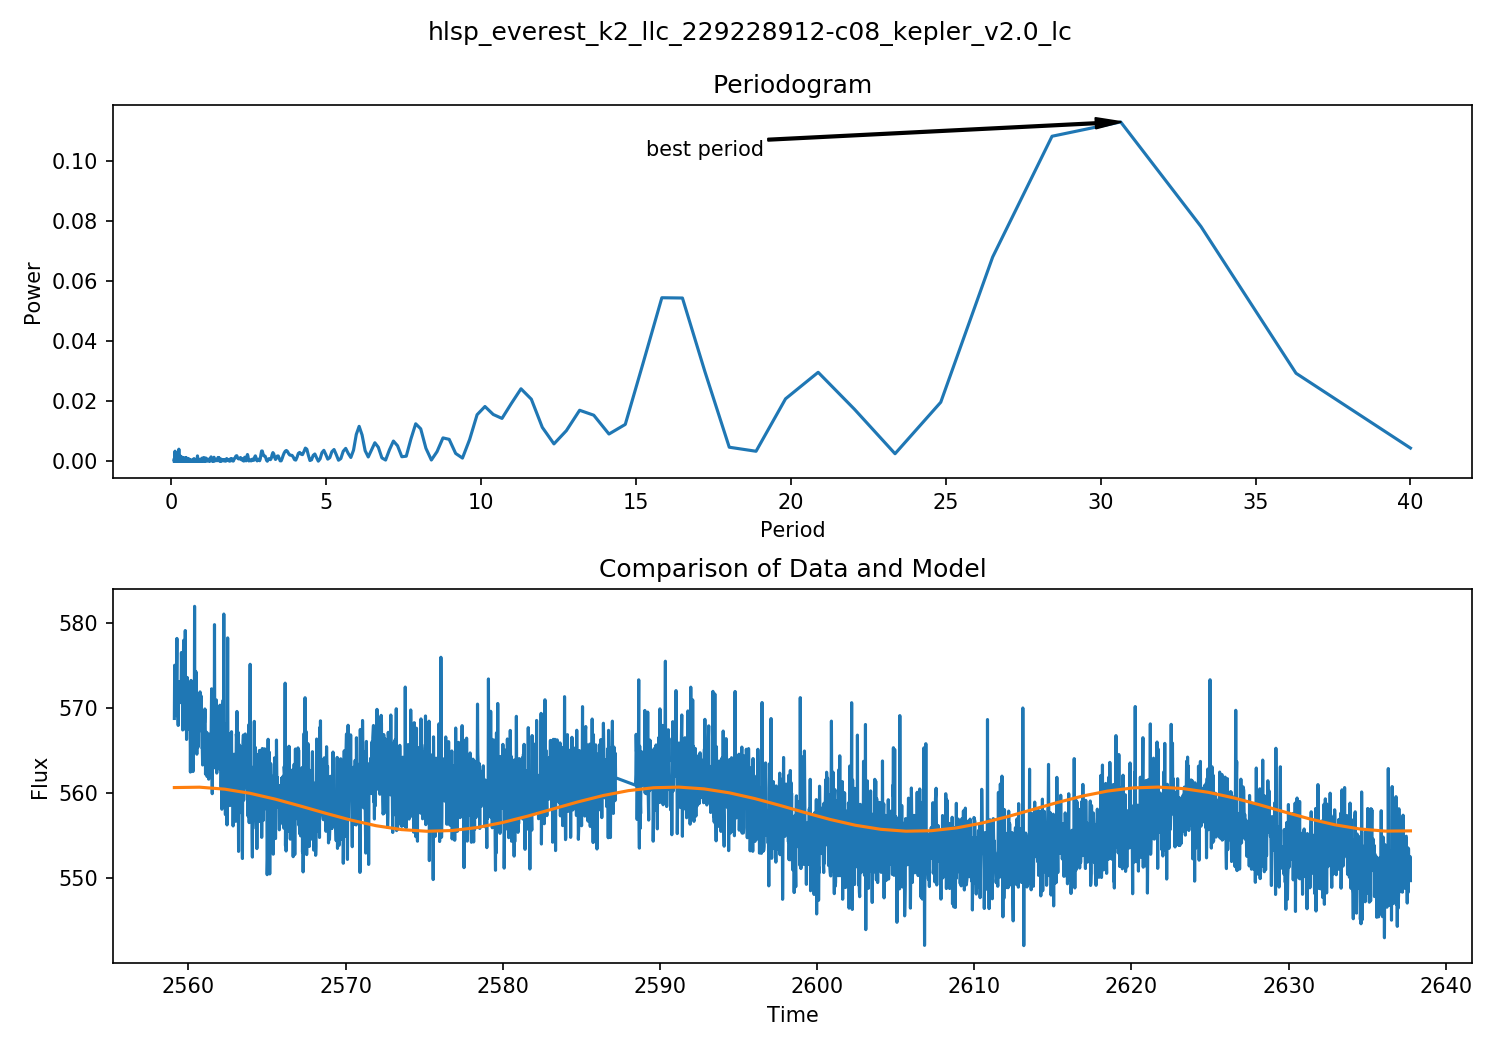 hlsp_everest_k2_llc_229228912-c08_kepler_v2.0_lc
Periodogram
best period
Power
0.10
0.08
0.06
0.04
0.02
0.00
0 5 10 15 20 25 30 35 40
Period
Comparison of Data and Model
Flux
580
570
560
550
2560 2570 2580 2590 2600 2610 2620 2630 2640
Time